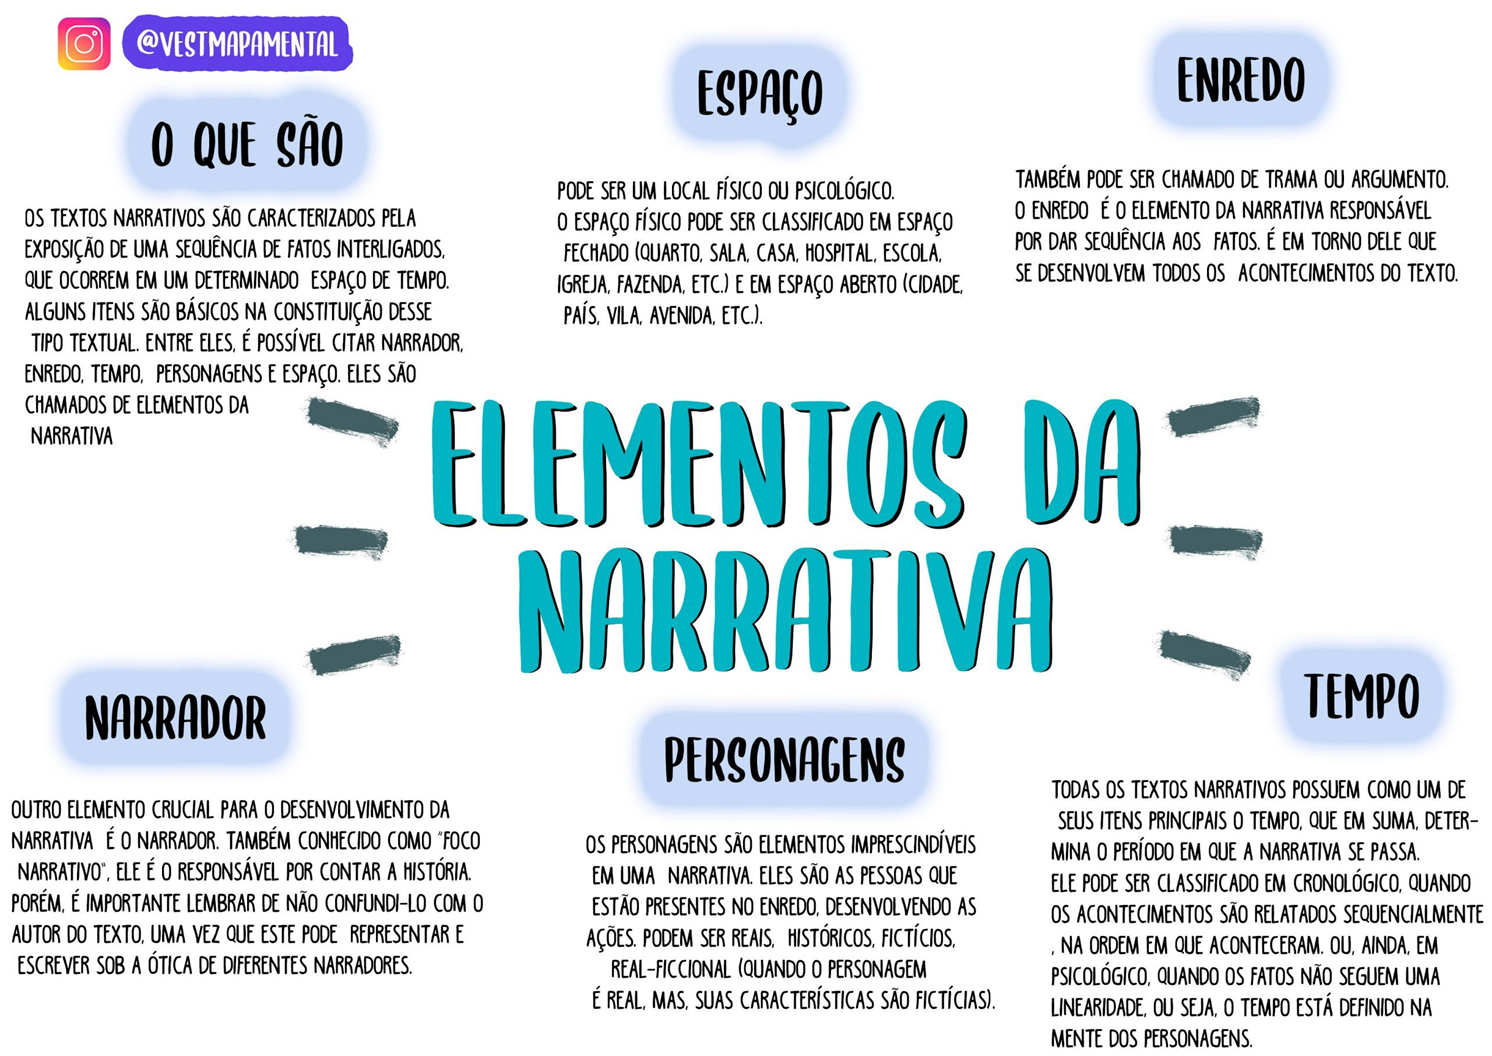 @VESTMAPAMENTAL
O QUE SÃO
OS TEXTOS NARRATIVOS SÃO CARACTERIZADOS PELA
EXPOSIÇÃO DE UMA SEQUÊNCIA DE FATOS INTERLIGADOS,
QUE OCORREM EM UM DETERMINADO ESPAÇO DE TEMPO.
ALGUNS ITENS SÃO BÁSICOS NA CONSTITUIÇÃO DESSE
TIPO TEXTUAL. ENTRE ELES, É POSSÍVEL CITAR NARRADOR,
ENREDO, TEMPO, PERSONAGENS E ESPAÇO. ELES SÃO
CHAMADOS DE ELEMENTOS DA
NARRATIVA
ESPAÇO
PODE SER UM LOCAL FÍSICO OU PSICOLÓGICO.
O ESPAÇO FÍSICO PODE SER CLASSIFICADO EM ESPAÇO
FECHADO (QUARTO, SALA, CASA, HOSPITAL, ESCOLA,
IGREJA, FAZENDA, ETC.) E EM ESPAÇO ABERTO (CIDADE,
PAÍS, VILA, AVENIDA, ETC.).
ENREDO
TAMBÉM PODE SER CHAMADO DE TRAMA OU ARGUMENTO.
O ENREDO É O ELEMENTO DA NARRATIVA RESPONSÁVEL
POR DAR SEQUÊNCIA AOS FATOS. É EM TORNO DELE QUE
SE DESENVOLVEM TODOS OS ACONTECIMENTOS DO TEXTO.
ELEMENTOS DA
NARRATIVA
NARRADOR
OUTRO ELEMENTO CRUCIAL PARA O DESENVOLVIMENTO DA
NARRATIVA É O NARRADOR. TAMBÉM CONHECIDO COMO "FOCO
NARRATIVO", ELE É O RESPONSÁVEL POR CONTAR A HISTÓRIA.
PORÉM, É IMPORTANTE LEMBRAR DE NÃO CONFUNDI-LO COM O
AUTOR DO TEXTO, UMA VEZ QUE ESTE PODE REPRESENTAR E
ESCREVER SOB A ÓTICA DE DIFERENTES NARRADORES.
PERSONAGENS
OS PERSONAGENS SÃO ELEMENTOS IMPRESCINDÍVEIS
EM UMA NARRATIVA. ELES SÃO AS PESSOAS QUE
ESTÃO PRESENTES NO ENREDO, DESENVOLVENDO AS
AÇÕES. PODEM SER REAIS, HISTÓRICOS, FICTÍCIOS,
REAL-FICCIONAL (QUANDO O PERSONAGEM
É REAL, MAS, SUAS CARACTERÍSTICAS SÃO FICTÍCIAS).
TEMPO
TODAS OS TEXTOS NARRATIVOS POSSUEM COMO UM DE
SEUS ITENS PRINCIPAIS O TEMPO, QUE EM SUMA, DETER-
MINA O PERÍODO EM QUE A NARRATIVA SE PASSA.
ELE PODE SER CLASSIFICADO EM CRONOLÓGICO, QUANDO
OS ACONTECIMENTOS SÃO RELATADOS SEQUENCIALMENTE
, NA ORDEM EM QUE ACONTECERAM. OU, AINDA, EM
PSICOLÓGICO, QUANDO OS FATOS NÃO SEGUEM UMA
LINEARIDADE, OU SEJA, O TEMPO ESTÁ DEFINIDO NA
MENTE DOS PERSONAGENS.